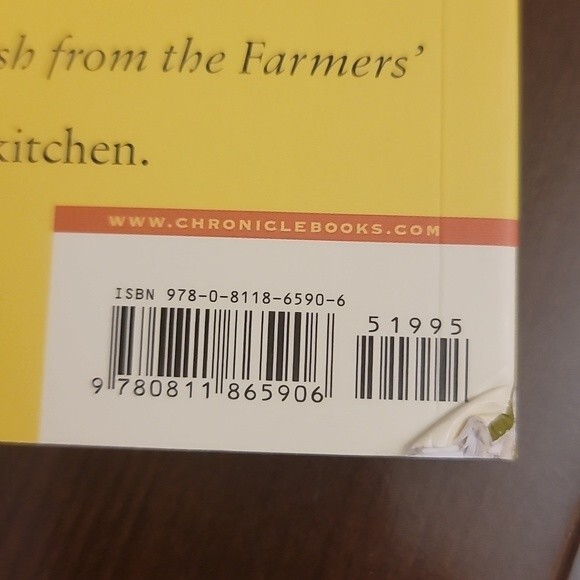 sh from the Farmers’
kitchen.
WWW.CHRONICLEBOOKS.COM
ISBN 978-0-8118-6590-6
51995
9 780811 865906